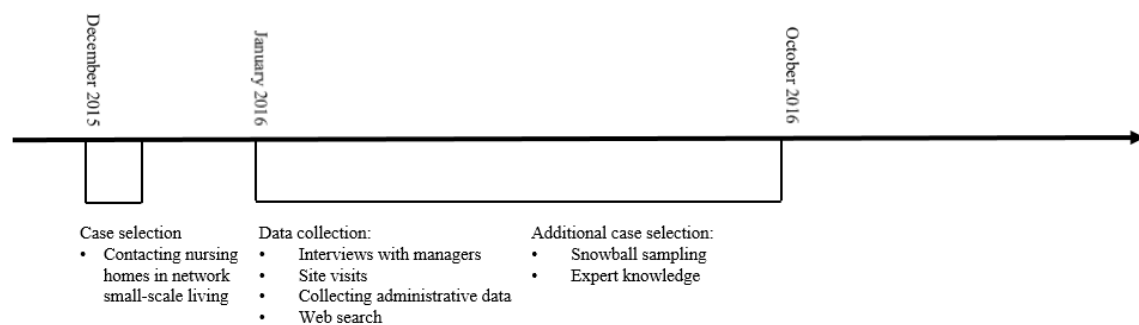 December 2015
January 2016
October 2016
Case selection
• Contacting nursing
homes in network
small-scale living
Data collection:
• Interviews with managers
• Site visits
• Collecting administrative data
• Web search
Additional case selection:
• Snowball sampling
• Expert knowledge